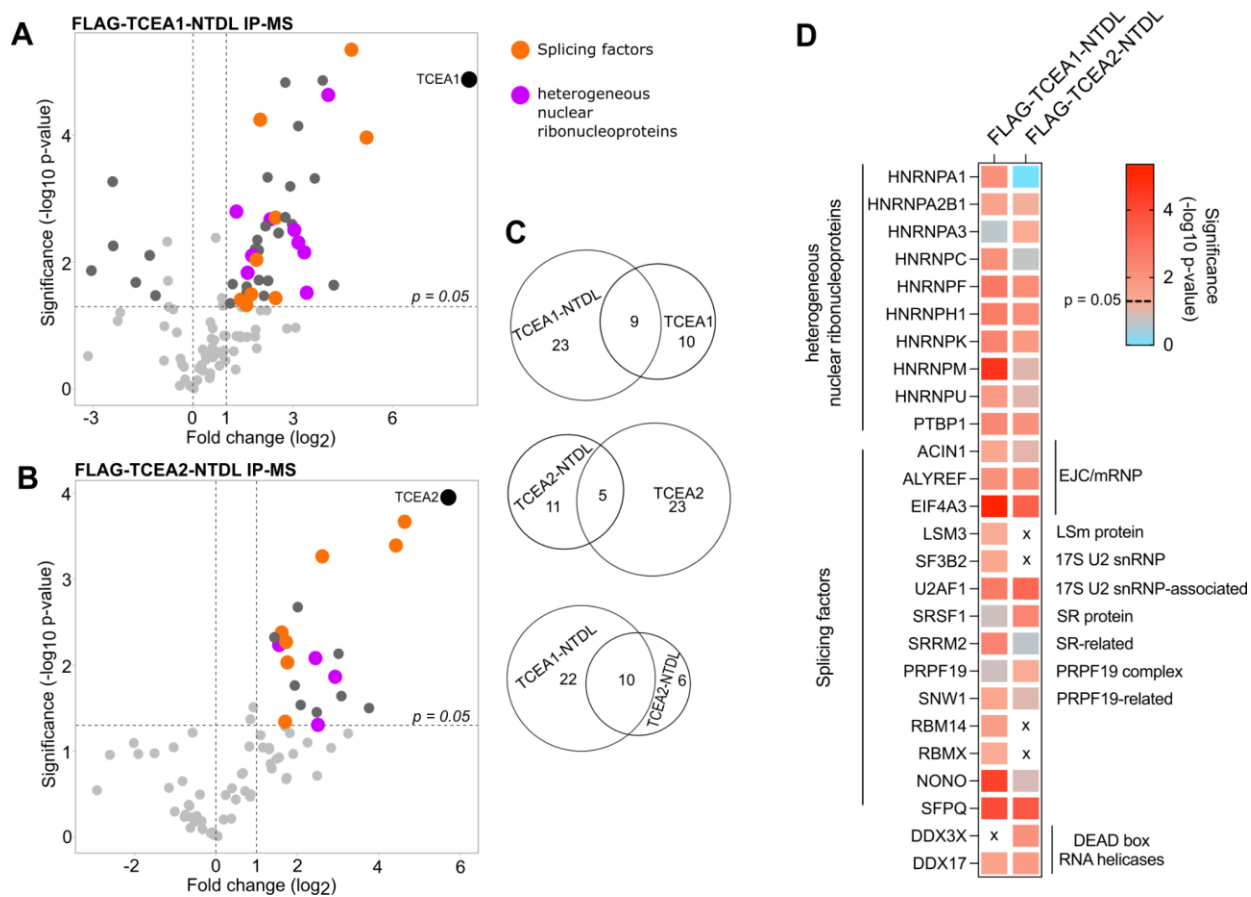 A
FLAG-TCEA1-NTDL IP-MS
Significance (-log10 p-value)
4
2
0
TCEA1
p = 0.05
-3
0
3
6
Fold change (log2)
Splicing factors
heterogeneous
nuclear
ribonucleoproteins
B
FLAG-TCEA2-NTDL IP-MS
Significance (-log10 p-value)
4
3
2
1
0
TCEA2
p = 0.05
-2
0
2
4
6
Fold change (log2)
C
TCEA1-NTDL
23
9
TCEA1
10
TCEA2-NTDL
11
5
TCEA2
23
TCEA1-NTDL
22
10
TCEA2-NTDL
6
D
FLAG-TCEA1-NTDL
FLAG-TCEA2-NTDL
heterogeneous
nuclear ribonucleoproteins
HNRNPA1
HNRNPA2B1
HNRNPA3
HNRNPC
HNRNPF
HNRNPH1
HNRNPK
HNRNPM
HNRNPU
PTBP1
Splicing factors
ACIN1
ALYREF
EJC/mRNP
EIF4A3
LSM3 x LSm protein
SF3B2 x 17S U2 snRNP
U2AF1 17S U2 snRNP-associated
SRSF1 SR protein
SRRM2 SR-related
PRPF19 PRPF19 complex
SNW1 PRPF19-related
RBM14 x
RBMX x
NONO
SFPQ
DDX3X x
DDX17
DEAD box
RNA helicases
p = 0.05
4
2
0
Significance
(-log10 p-value)